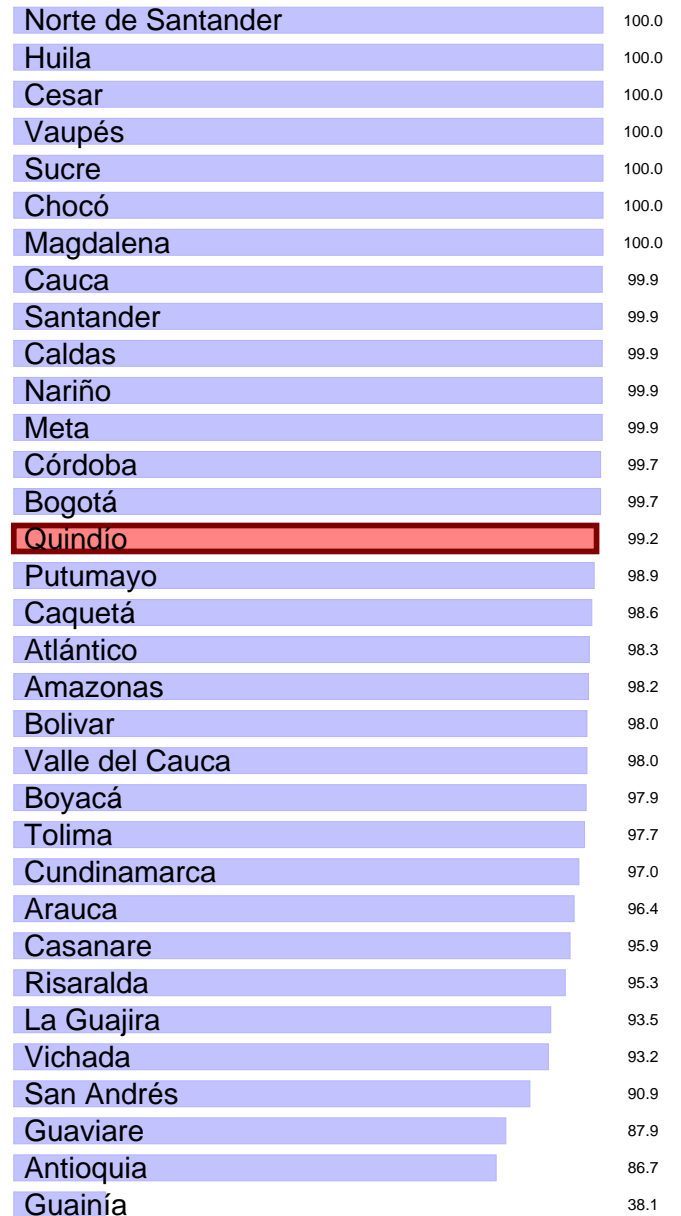 Norte de Santander 100.0
Huila 100.0
Cesar 100.0
Vaupés 100.0
Sucre 100.0
Chocó 100.0
Magdalena 100.0
Cauca 99.9
Santander 99.9
Caldas 99.9
Nariño 99.9
Meta 99.9
Córdoba 99.7
Bogotá 99.7
Quindío 99.2
Putumayo 98.9
Caquetá 98.6
Atlántico 98.3
Amazonas 98.2
Bolivar 98.0
Valle del Cauca 98.0
Boyacá 97.9
Tolima 97.7
Cundinamarca 97.0
Arauca 96.4
Casanare 95.9
Risaralda 95.3
La Guajira 93.5
Vichada 93.2
San Andrés 90.9
Guaviare 87.9
Antioquia 86.7
Guainía 38.1